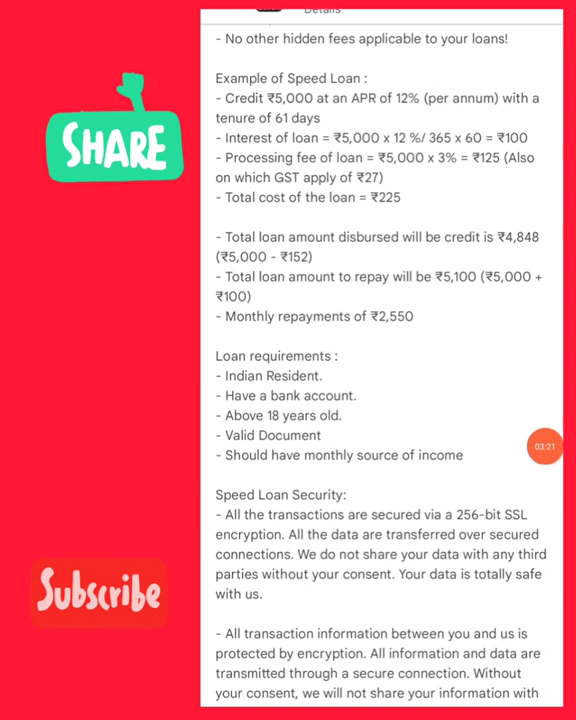 Details
- No other hidden fees applicable to your loans!
Example of Speed Loan :
- Credit ₹5,000 at an APR of 12% (per annum) with a
tenure of 61 days
- Interest of loan = ₹5,000 x 12 %/ 365 x 60 = ₹100
- Processing fee of loan = ₹5,000 x 3% = ₹125 (Also
on which GST apply of ₹27)
- Total cost of the loan = ₹225
- Total loan amount disbursed will be credit is ₹4,848
(₹5,000 - ₹152)
- Total loan amount to repay will be ₹5,100 (₹5,000 +
₹100)
- Monthly repayments of ₹2,550
Loan requirements :
- Indian Resident.
- Have a bank account.
- Above 18 years old.
- Valid Document
- Should have monthly source of income
Speed Loan Security:
- All the transactions are secured via a 256-bit SSL
encryption. All the data are transferred over secured
connections. We do not share your data with any third
parties without your consent. Your data is totally safe
with us.
- All transaction information between you and us is
protected by encryption. All information and data are
transmitted through a secure connection. Without
your consent, we will not share your information with
SHARE
Subscribe
03:21